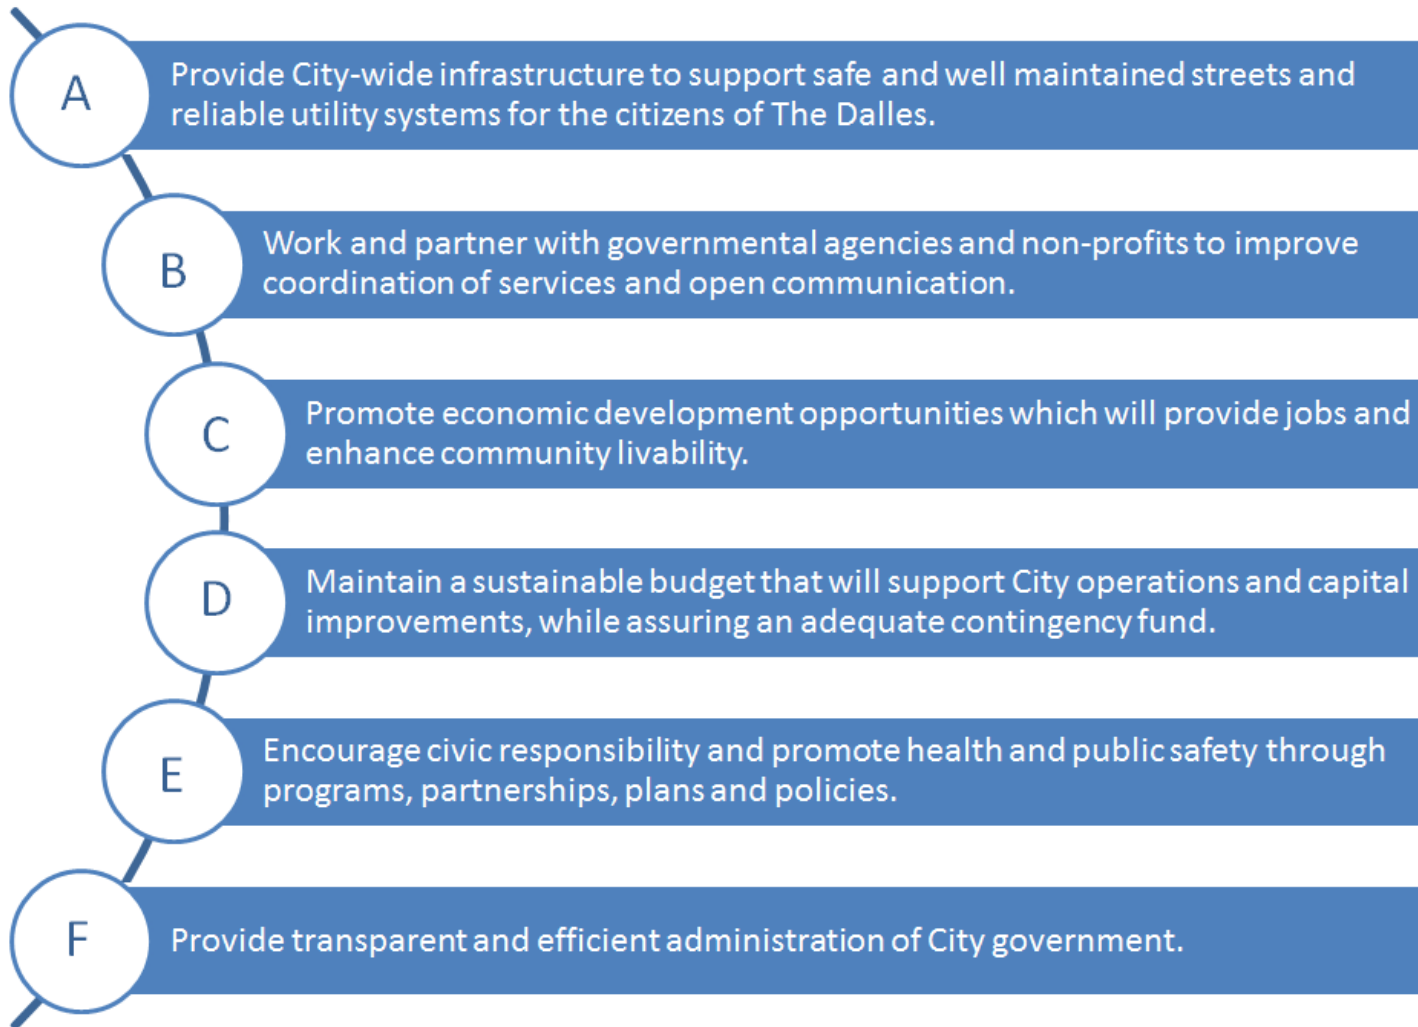 A
Provide City-wide infrastructure to support safe and well maintained streets and
reliable utility systems for the citizens of The Dalles.
B
Work and partner with governmental agencies and non-profits to improve
coordination of services and open communication.
C
Promote economic development opportunities which will provide jobs and
enhance community livability.
D
Maintain a sustainable budget that will support City operations and capital
improvements, while assuring an adequate contingency fund.
E
Encourage civic responsibility and promote health and public safety through
programs, partnerships, plans and policies.
F
Provide transparent and efficient administration of City government.